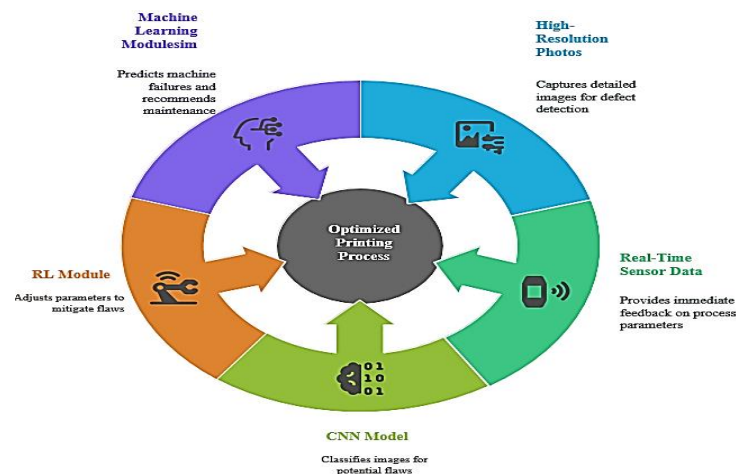 Machine
Learning
Modulesim
Predicts machine
failures and
recommends
maintenance
High-
Resolution
Photos
Captures detailed
images for defect
detection
Optimized
Printing
Process
RL Module
Adjusts parameters to
mitigate flaws
Real-Time
Sensor Data
Provides immediate
feedback on process
parameters
01
10
01
CNN Model
Classifies images for
potential flaws